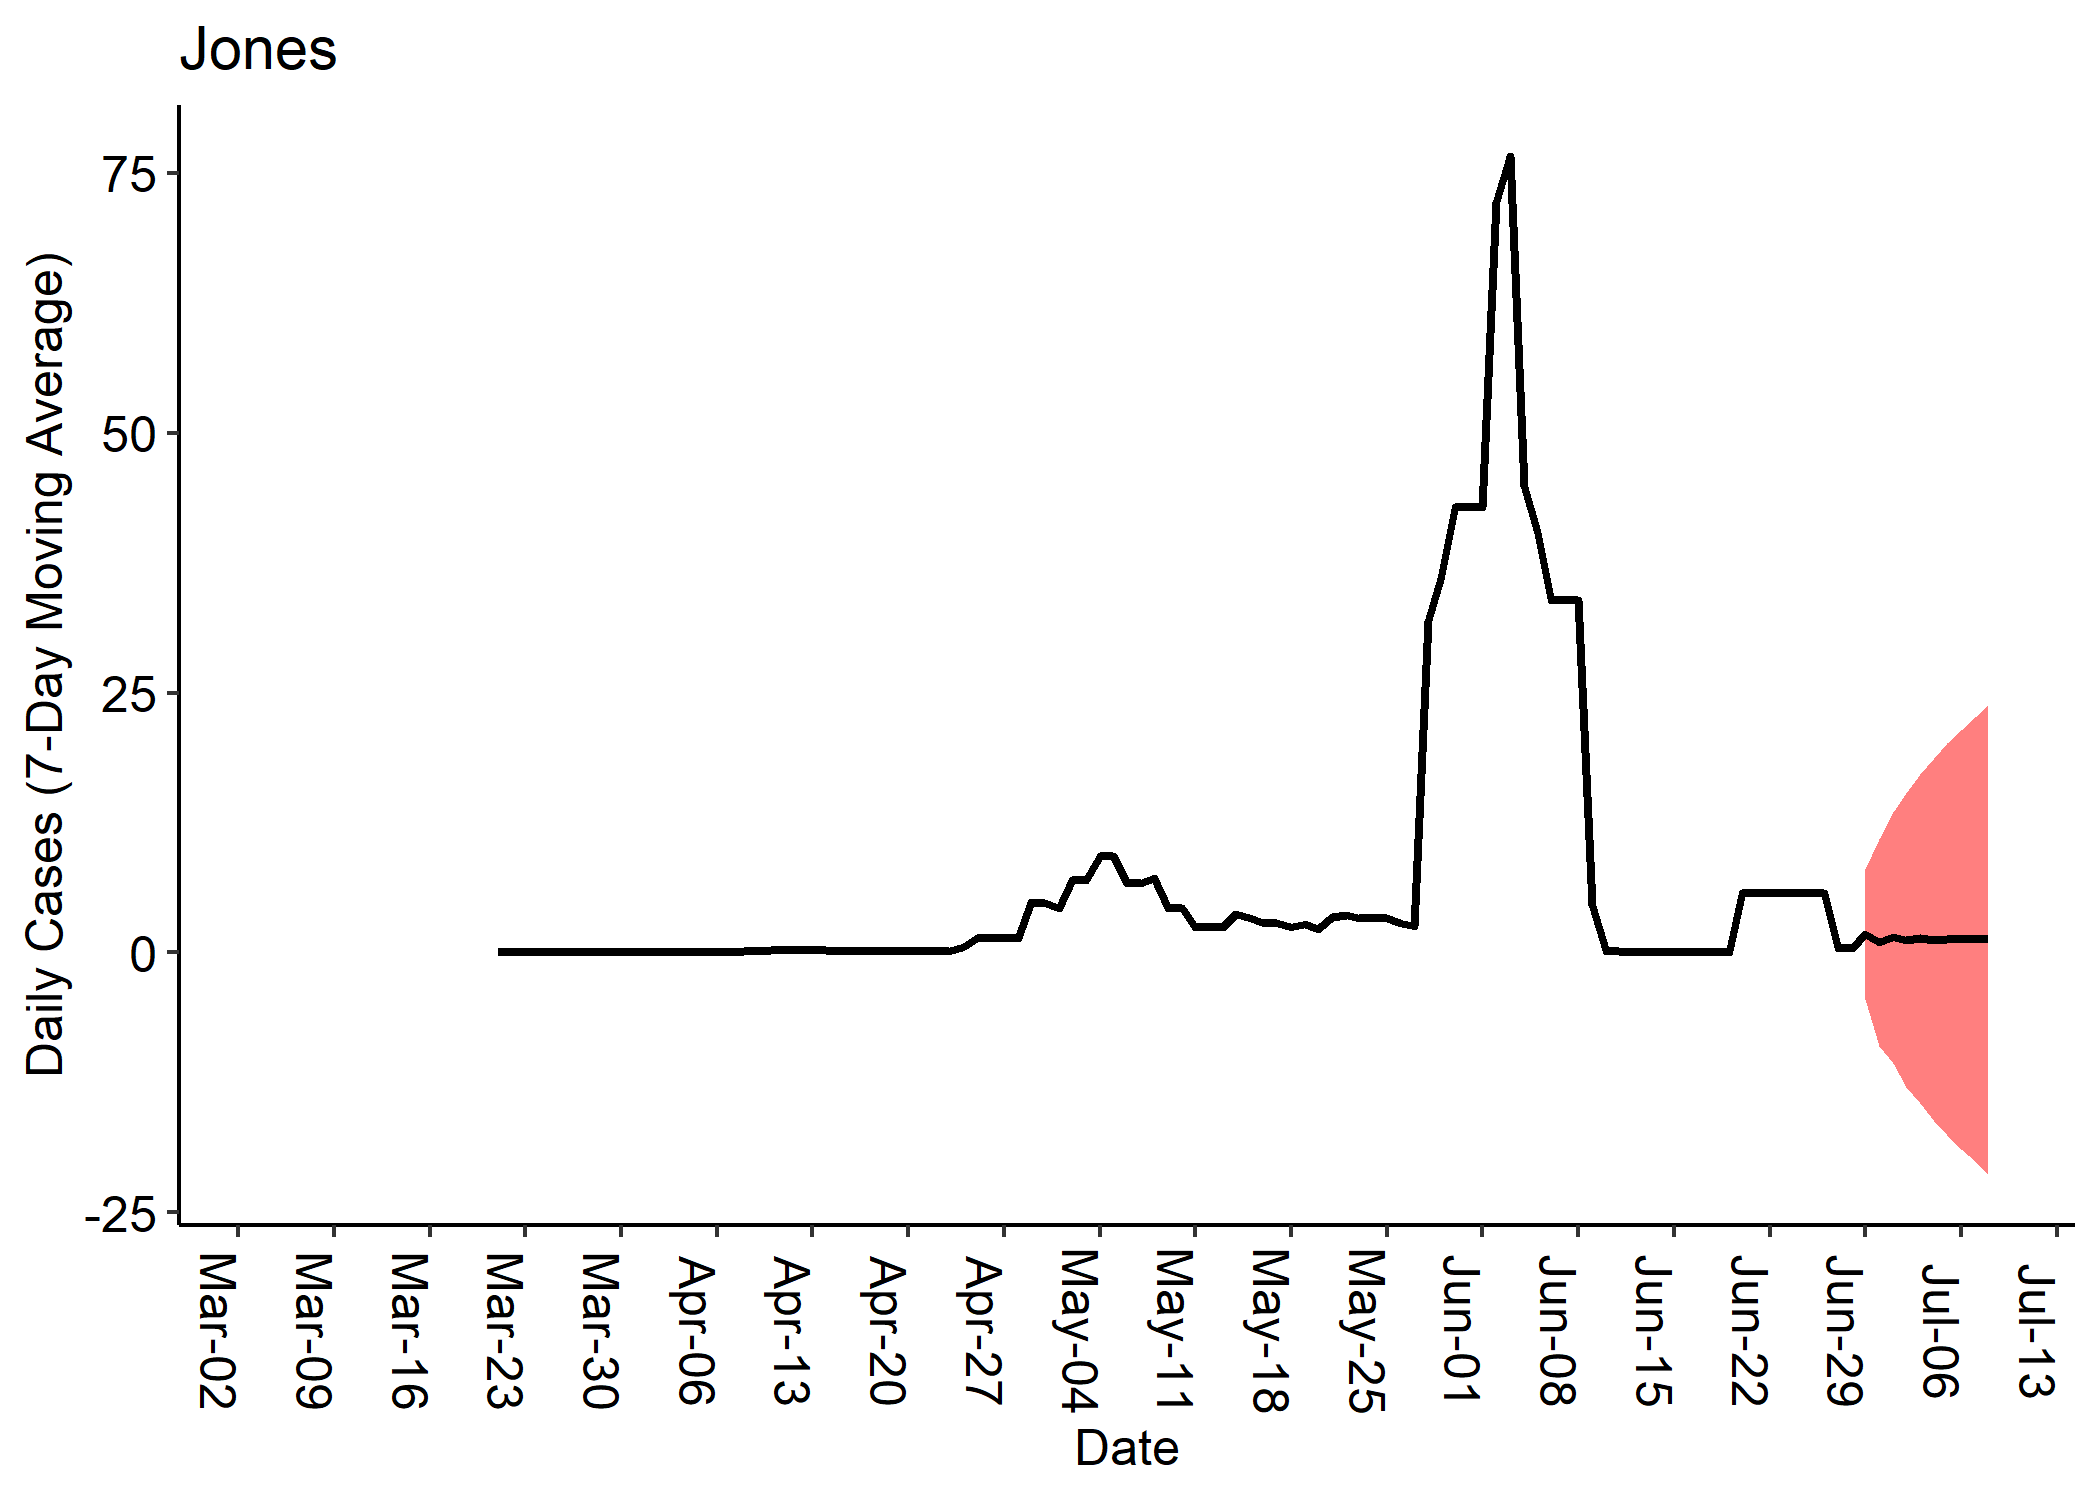 Jones
Daily Cases (7-Day Moving Average)
75
50
25
0
-25
Mar-02
Mar-09
Mar-16
Mar-23
Mar-30
Apr-06
Apr-13
Apr-20
Apr-27
May-04
May-11
May-18
May-25
Jun-01
Jun-08
Jun-15
Jun-22
Jun-29
Jul-06
Jul-13
Date